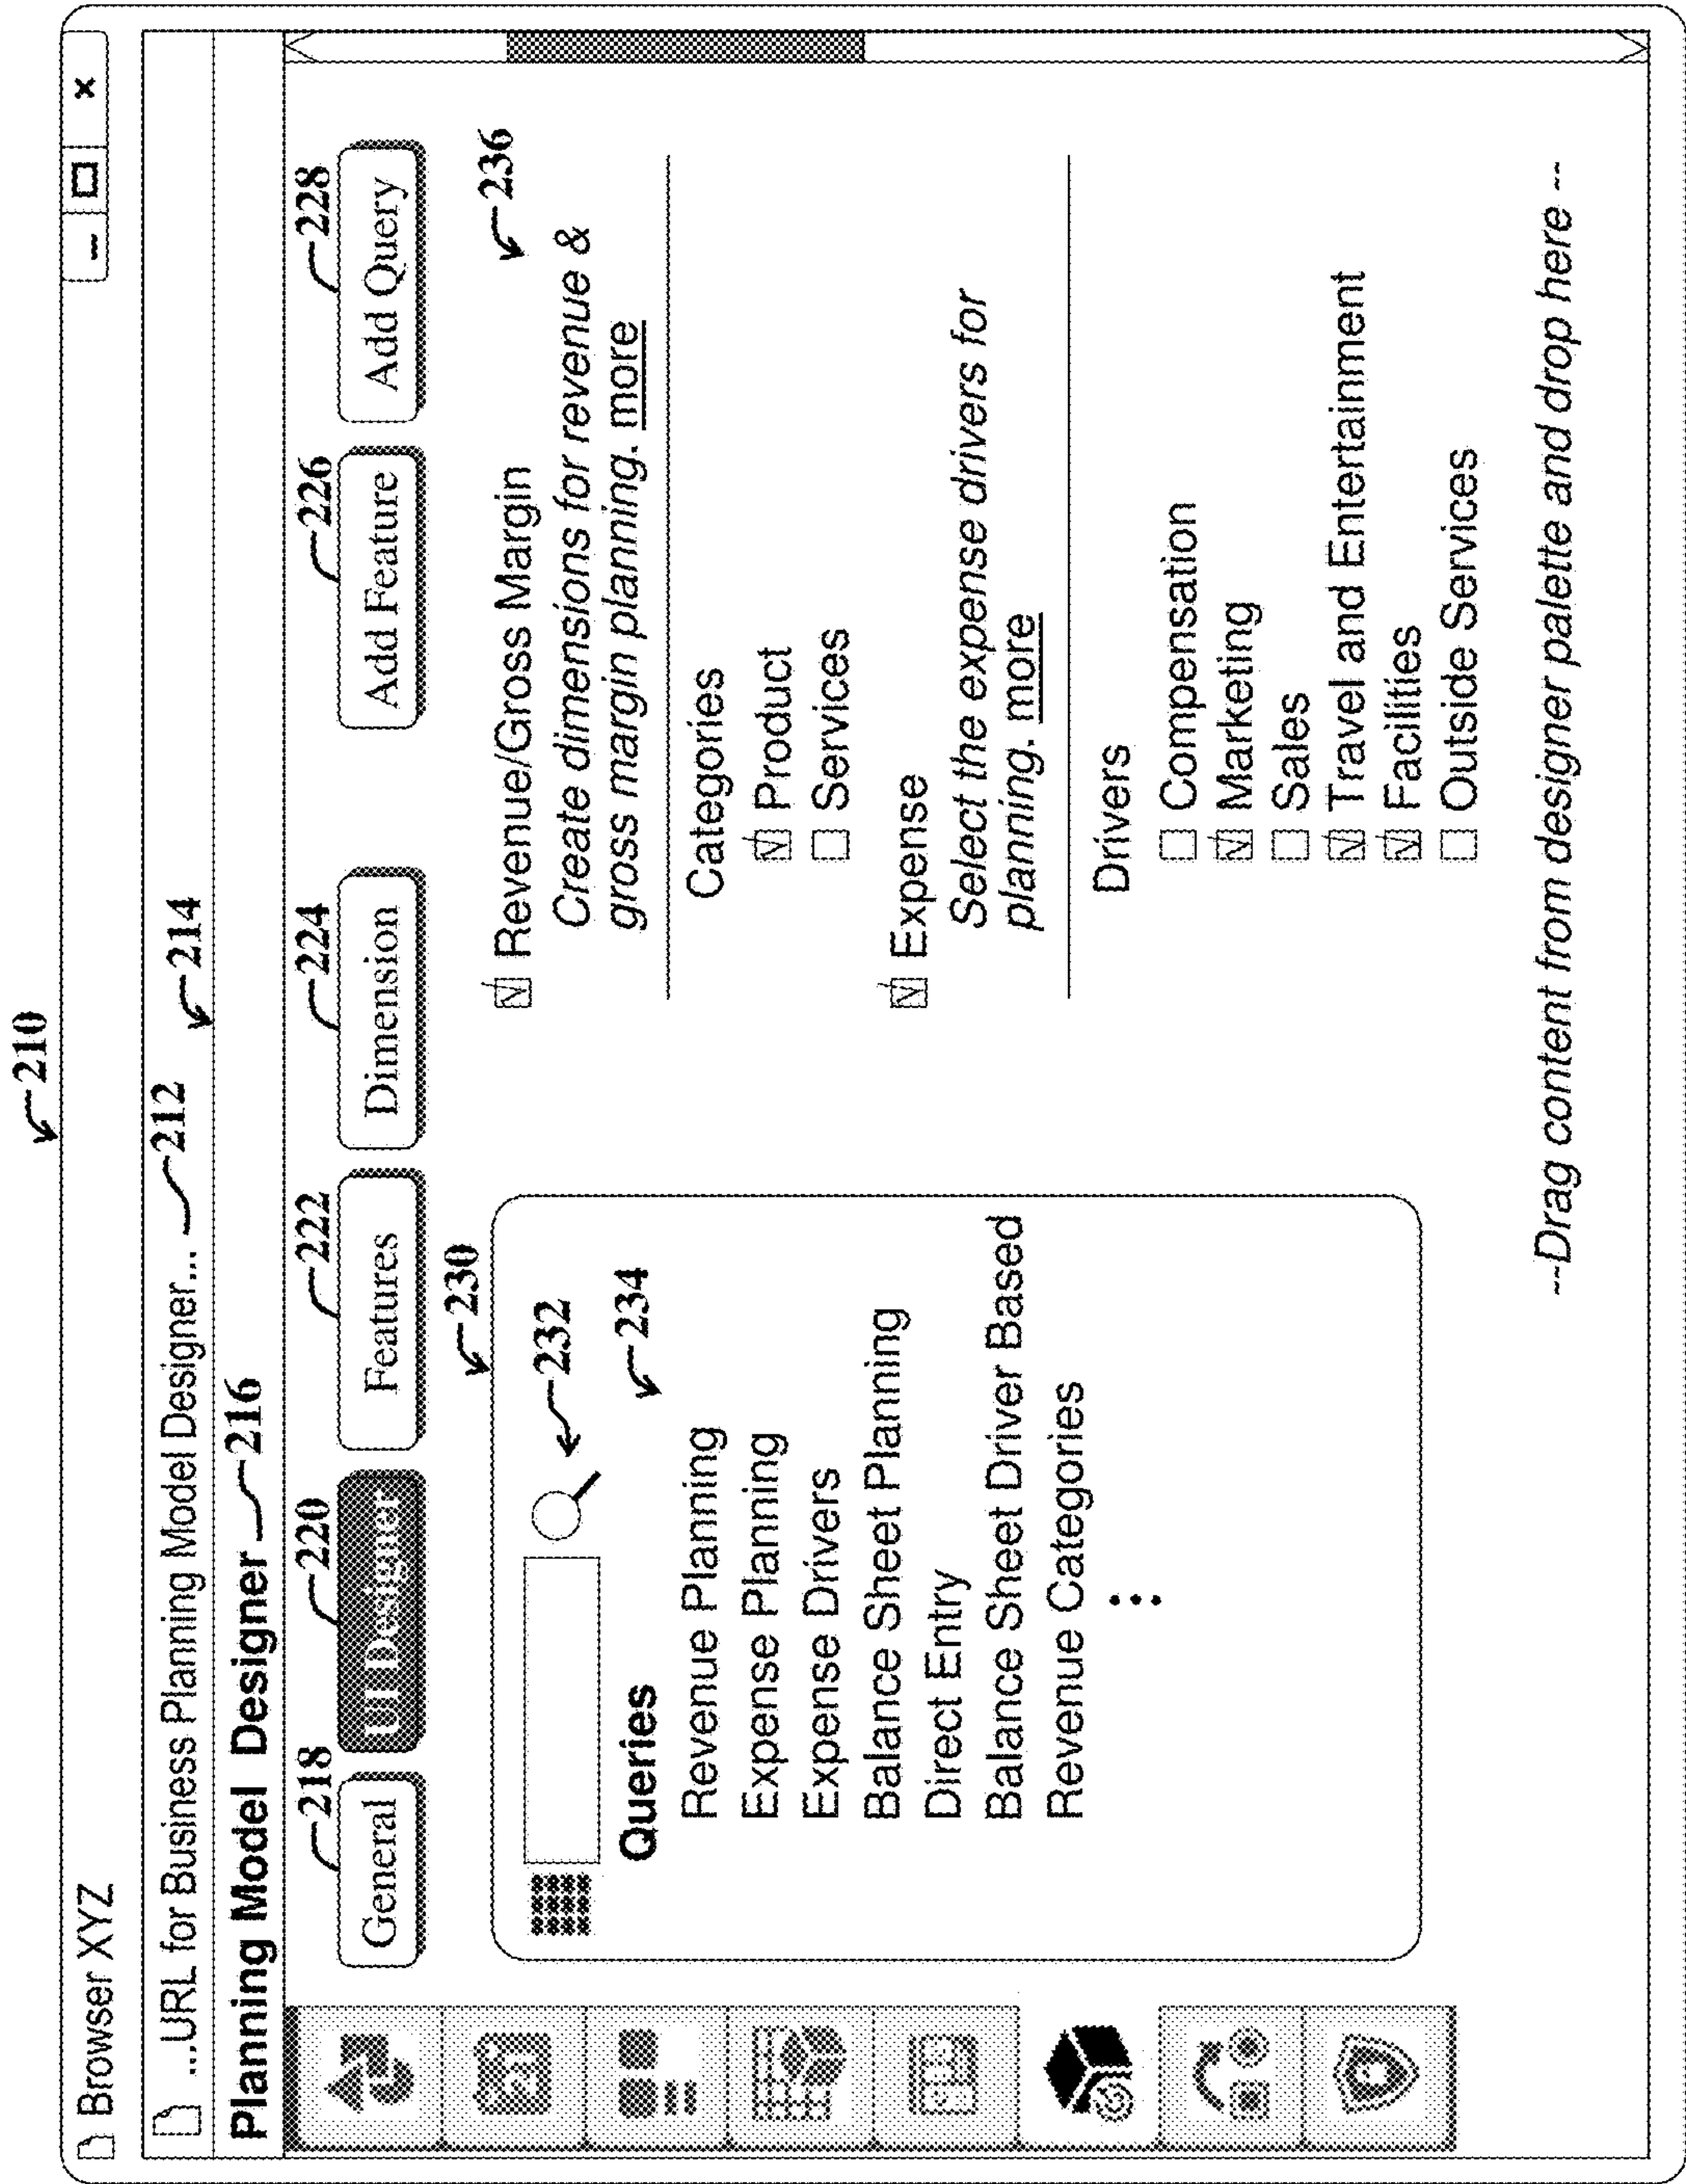 210
Browser XYZ
...URL for Business Planning Model Designer... 212 214
Planning Model Designer 216
218 220 222 224 226 228
General UI Designer Features Dimension Add Feature Add Query
230
232
Queries
234
Revenue Planning
Expense Planning
Expense Drivers
Balance Sheet Planning
Direct Entry
Balance Sheet Driver Based
Revenue Categories
236
Revenue/Gross Margin
Create dimensions for revenue &
gross margin planning. more
Categories
Product
Services
Expense
Select the expense drivers for
planning. more
Drivers
Compensation
Marketing
Sales
Travel and Entertainment
Facilities
Outside Services
--Drag content from designer palette and drop here --